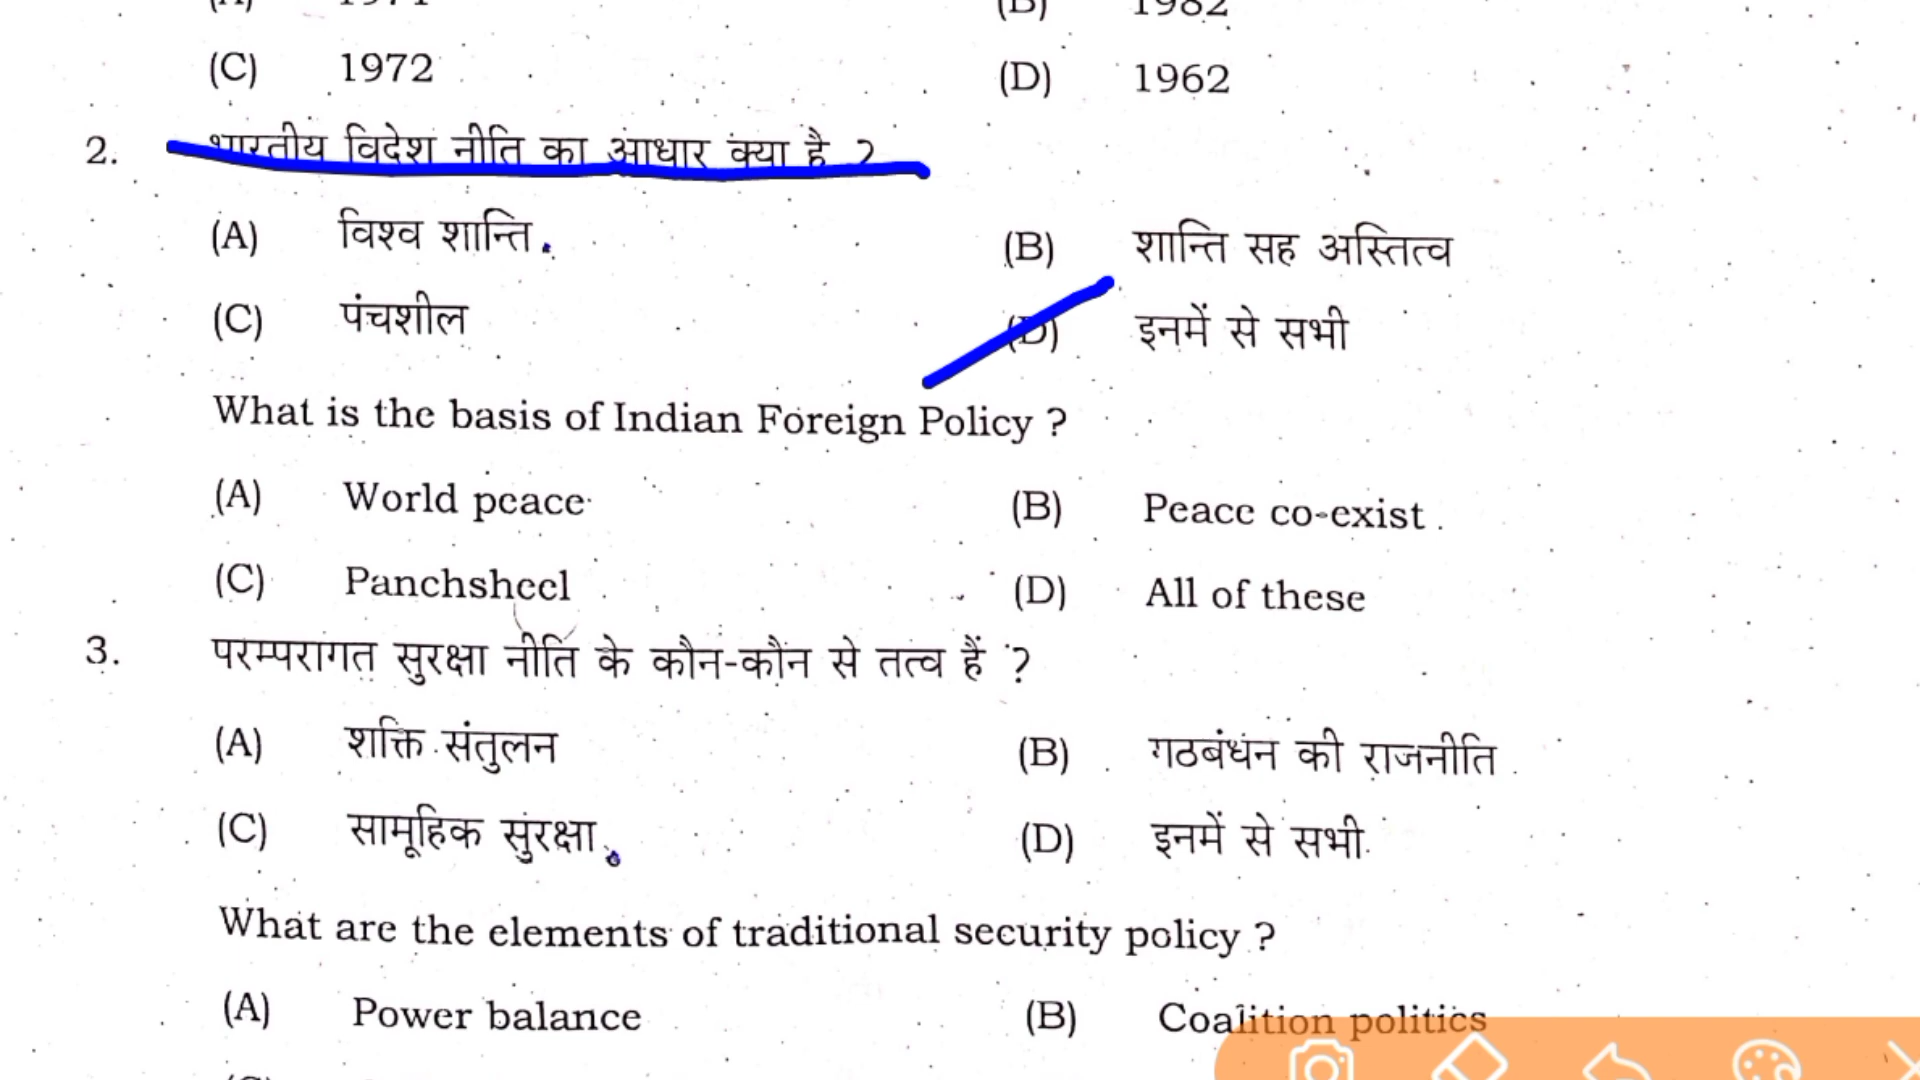 (C) 1972 (D) 1962
2. भारतीय विदेश नीति का आधार क्या है ?
(A) विश्व शान्ति (B) शान्ति सह अस्तित्व
(C) पंचशील (D) इनमें से सभी
What is the basis of Indian Foreign Policy ?
(A) World peace (B) Peace co-exist
(C) Panchsheel (D) All of these
3. परम्परागत सुरक्षा नीति के कौन-कौन से तत्व हैं ?
(A) शक्ति संतुलन (B) गठबंधन की राजनीति
(C) सामूहिक सुरक्षा (D) इनमें से सभी
What are the elements of traditional security policy ?
(A) Power balance (B) Coalition politics